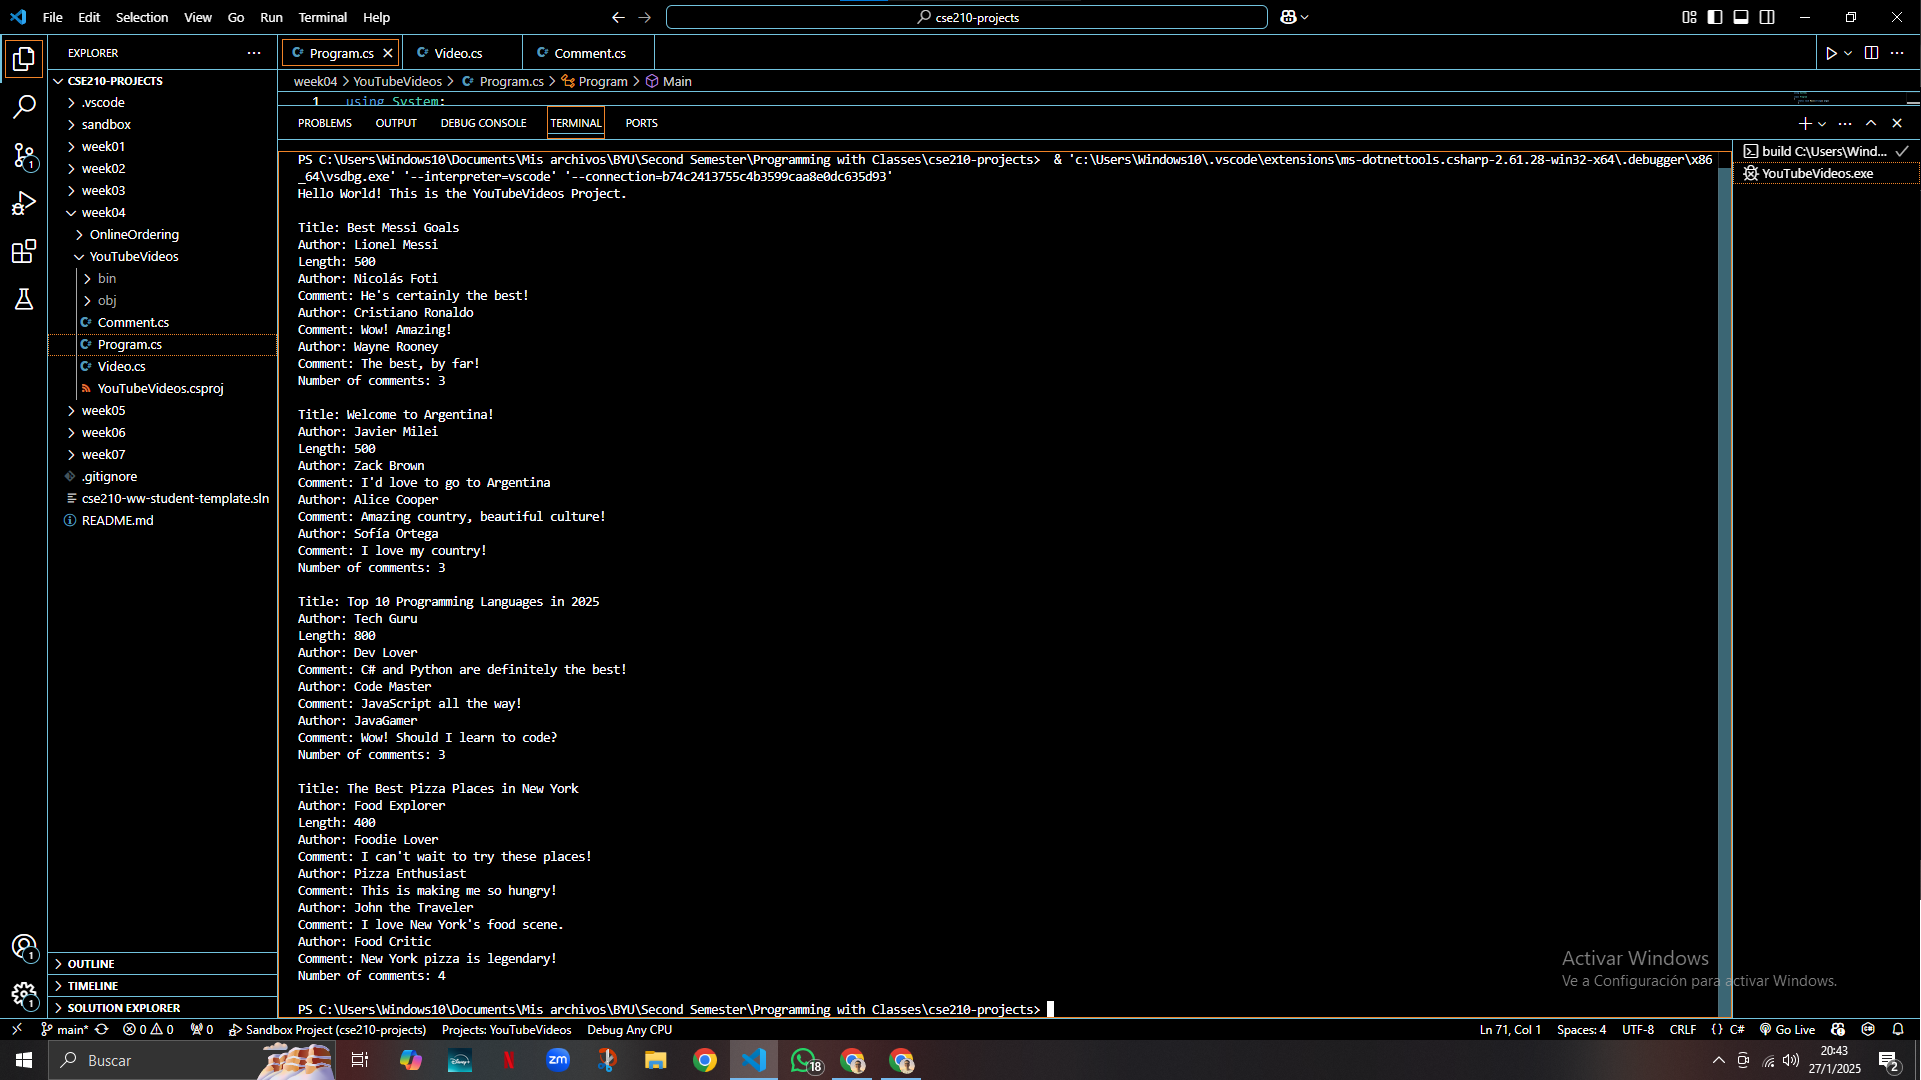 File Edit Selection View Go Run Terminal Help
cse210-projects
EXPLORER
Program.cs
Video.cs
Comment.cs
CSE210-PROJECTS
.vscode
sandbox
week01
week02
week03
week04
OnlineOrdering
YouTubeVideos
bin
obj
Comment.cs
Program.cs
Video.cs
YouTubeVideos.csproj
week05
week06
week07
.gitignore
cse210-ww-student-template.sln
README.md
OUTLINE
TIMELINE
SOLUTION EXPLORER
week04 > YouTubeVideos > Program.cs > Program > Main
1 using System;
PROBLEMS OUTPUT DEBUG CONSOLE TERMINAL PORTS
PS C:\Users\Windows10\Documents\Mis archivos\BYU\Second Semester\Programming with Classes\cse210-projects>  & 'c:\Users\Windows10\.vscode\extensions\ms-dotnettools.csharp-2.61.28-win32-x64\.debugger\x86
_64\vsdbg.exe' '--interpreter=vscode' '--connection=b74c2413755c4b3599caa8e0dc635d93'
Hello World! This is the YouTubeVideos Project.
Title: Best Messi Goals
Author: Lionel Messi
Length: 500
Author: Nicolás Foti
Comment: He's certainly the best!
Author: Cristiano Ronaldo
Comment: Wow! Amazing!
Author: Wayne Rooney
Comment: The best, by far!
Number of comments: 3
Title: Welcome to Argentina!
Author: Javier Milei
Length: 500
Author: Zack Brown
Comment: I'd love to go to Argentina
Author: Alice Cooper
Comment: Amazing country, beautiful culture!
Author: Sofía Ortega
Comment: I love my country!
Number of comments: 3
Title: Top 10 Programming Languages in 2025
Author: Tech Guru
Length: 800
Author: Dev Lover
Comment: C# and Python are definitely the best!
Author: Code Master
Comment: JavaScript all the way!
Author: JavaGamer
Comment: Wow! Should I learn to code?
Number of comments: 3
Title: The Best Pizza Places in New York
Author: Food Explorer
Length: 400
Author: Foodie Lover
Comment: I can't wait to try these places!
Author: Pizza Enthusiast
Comment: This is making me so hungry!
Author: John the Traveler
Comment: I love New York's food scene.
Author: Food Critic
Comment: New York pizza is legendary!
Number of comments: 4
PS C:\Users\Windows10\Documents\Mis archivos\BYU\Second Semester\Programming with Classes\cse210-projects>
build C:\Users\Wind...
YouTubeVideos.exe
Activar Windows
Ve a Configuración para activar Windows.
main* 0 0 0 Sandbox Project (cse210-projects) Projects: YouTubeVideos Debug Any CPU Ln 71, Col 1 Spaces: 4 UTF-8 CRLF {} C# Go Live
Buscar
zm
18
20:43
27/1/2025
2